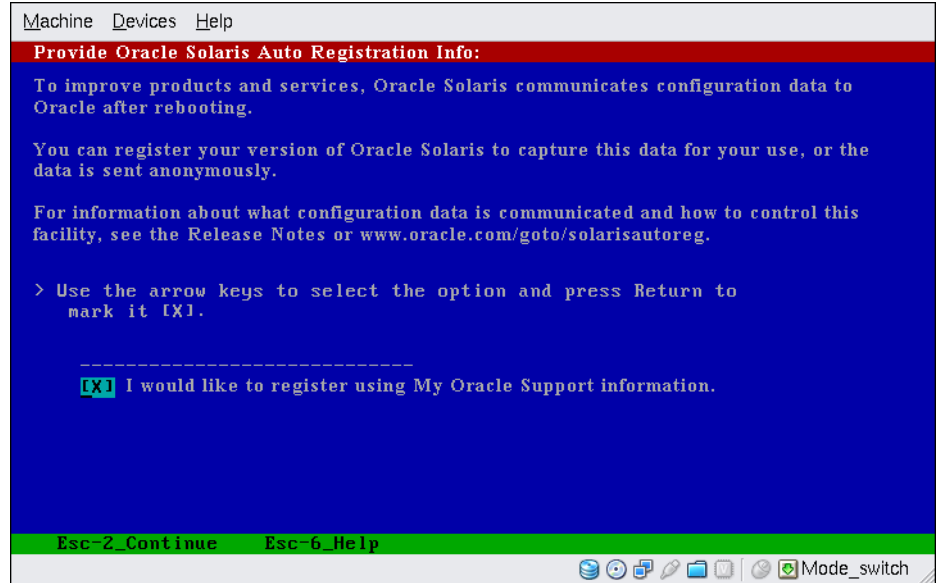 Machine Devices Help
Provide Oracle Solaris Auto Registration Info:
To improve products and services, Oracle Solaris communicates configuration data to
Oracle after rebooting.
You can register your version of Oracle Solaris to capture this data for your use, or the
data is sent anonymously.
For information about what configuration data is communicated and how to control this
facility, see the Release Notes or www.oracle.com/goto/solarisautoreg.
> Use the arrow keys to select the option and press Return to
mark it [X].
_____________________________
[X] I would like to register using My Oracle Support information.
Esc-2_Continue Esc-6_Help
Mode_switch